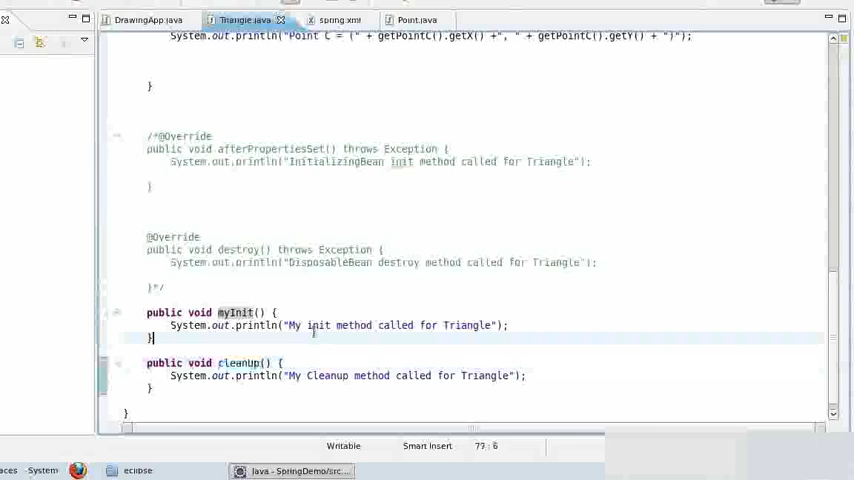 DrawingApp.java
Triangle.java
spring.xml
Point.java
System.out.println("Point C = (" + getPointC().getX() +", " + getPointC().getY() + ")");
}
/*@Override
public void afterPropertiesSet() throws Exception {
System.out.println("InitializingBean init method called for Triangle");
}
@Override
public void destroy() throws Exception {
System.out.println("DisposableBean destroy method called for Triangle");
}*/
public void myInit() {
System.out.println("My init method called for Triangle");
}
public void cleanUp() {
System.out.println("My Cleanup method called for Triangle");
}
}
Writable
Smart Insert
77 : 6
aces
System
eclipse
Java - SpringDemo/src...